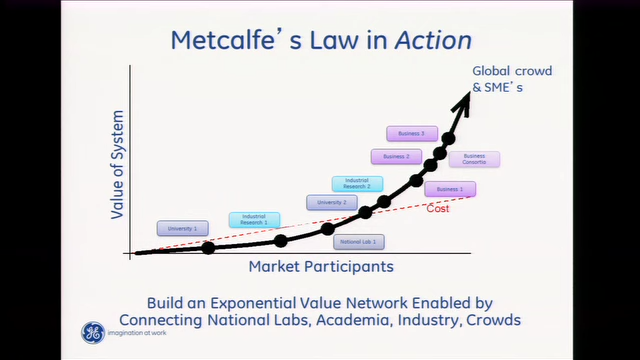 Metcalfe's Law in Action
Global crowd
& SME's
Value of System
Business 3
Business 2
Business
Consortia
Industrial
Research 2
Business 1
University 2
Cost
Industrial
Research 1
University 1
National Lab 1
Market Participants
Build an Exponential Value Network Enabled by
Connecting National Labs, Academia, Industry, Crowds
GE
imagination at work